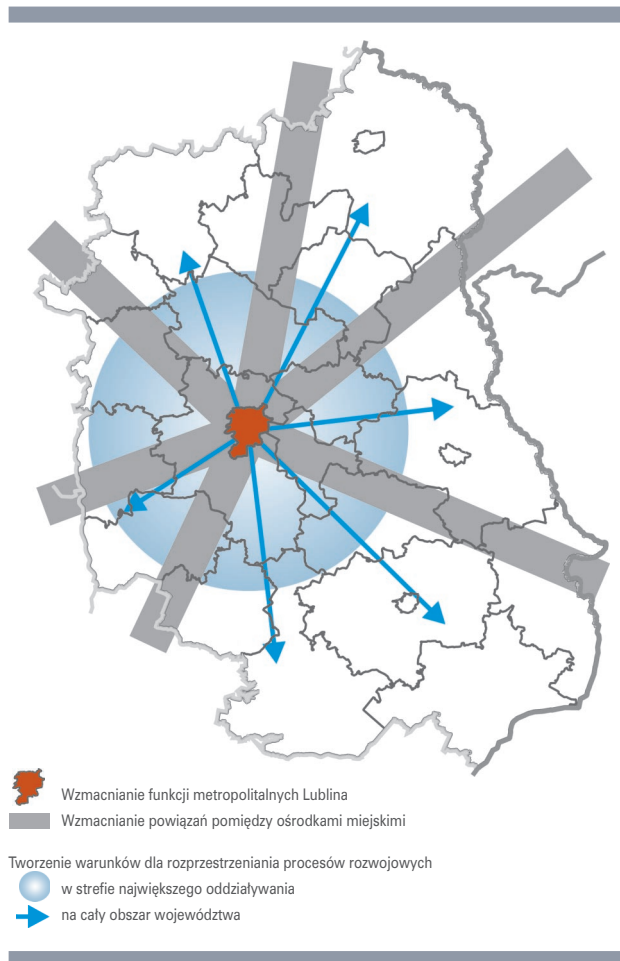 Wzmacnianie funkcji metropolitalnych Lublina
Wzmacnianie powiązań pomiędzy ośrodkami miejskimi
Tworzenie warunków dla rozprzestrzeniania procesów rozwojowych
w strefie największego oddziaływania
na cały obszar województwa